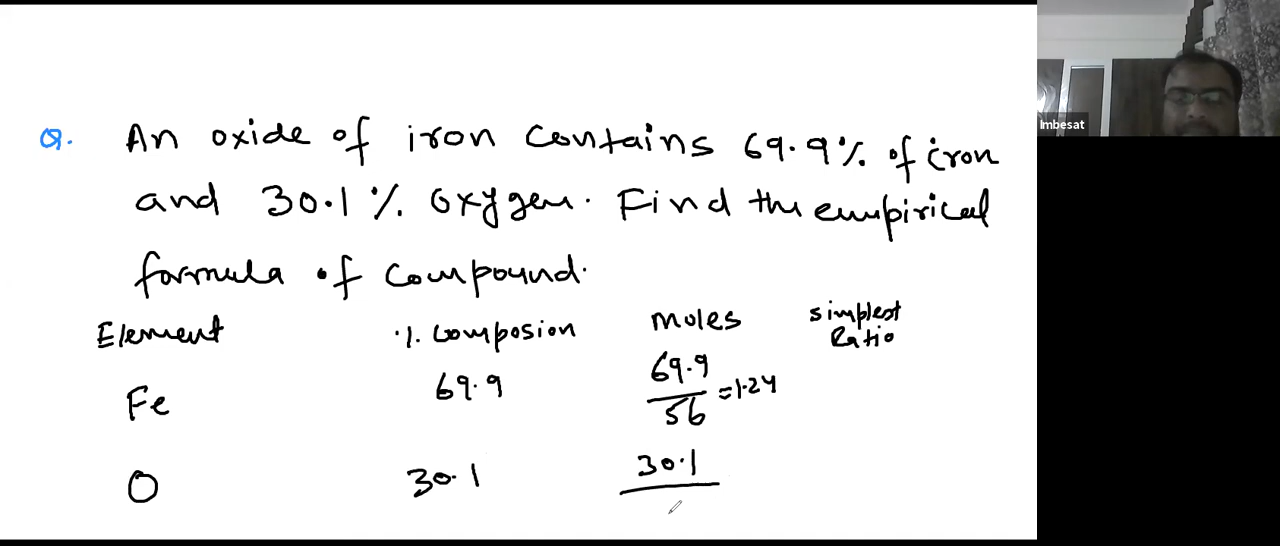 Q. An oxide of iron contains 69.9% of iron
and 30.1% oxygen. Find the empirical
formula of compound.
Element % Composion moles simplest Ratio
Fe 69.9 69.9/56 = 1.24
O 30.1 30.1
Imbesat